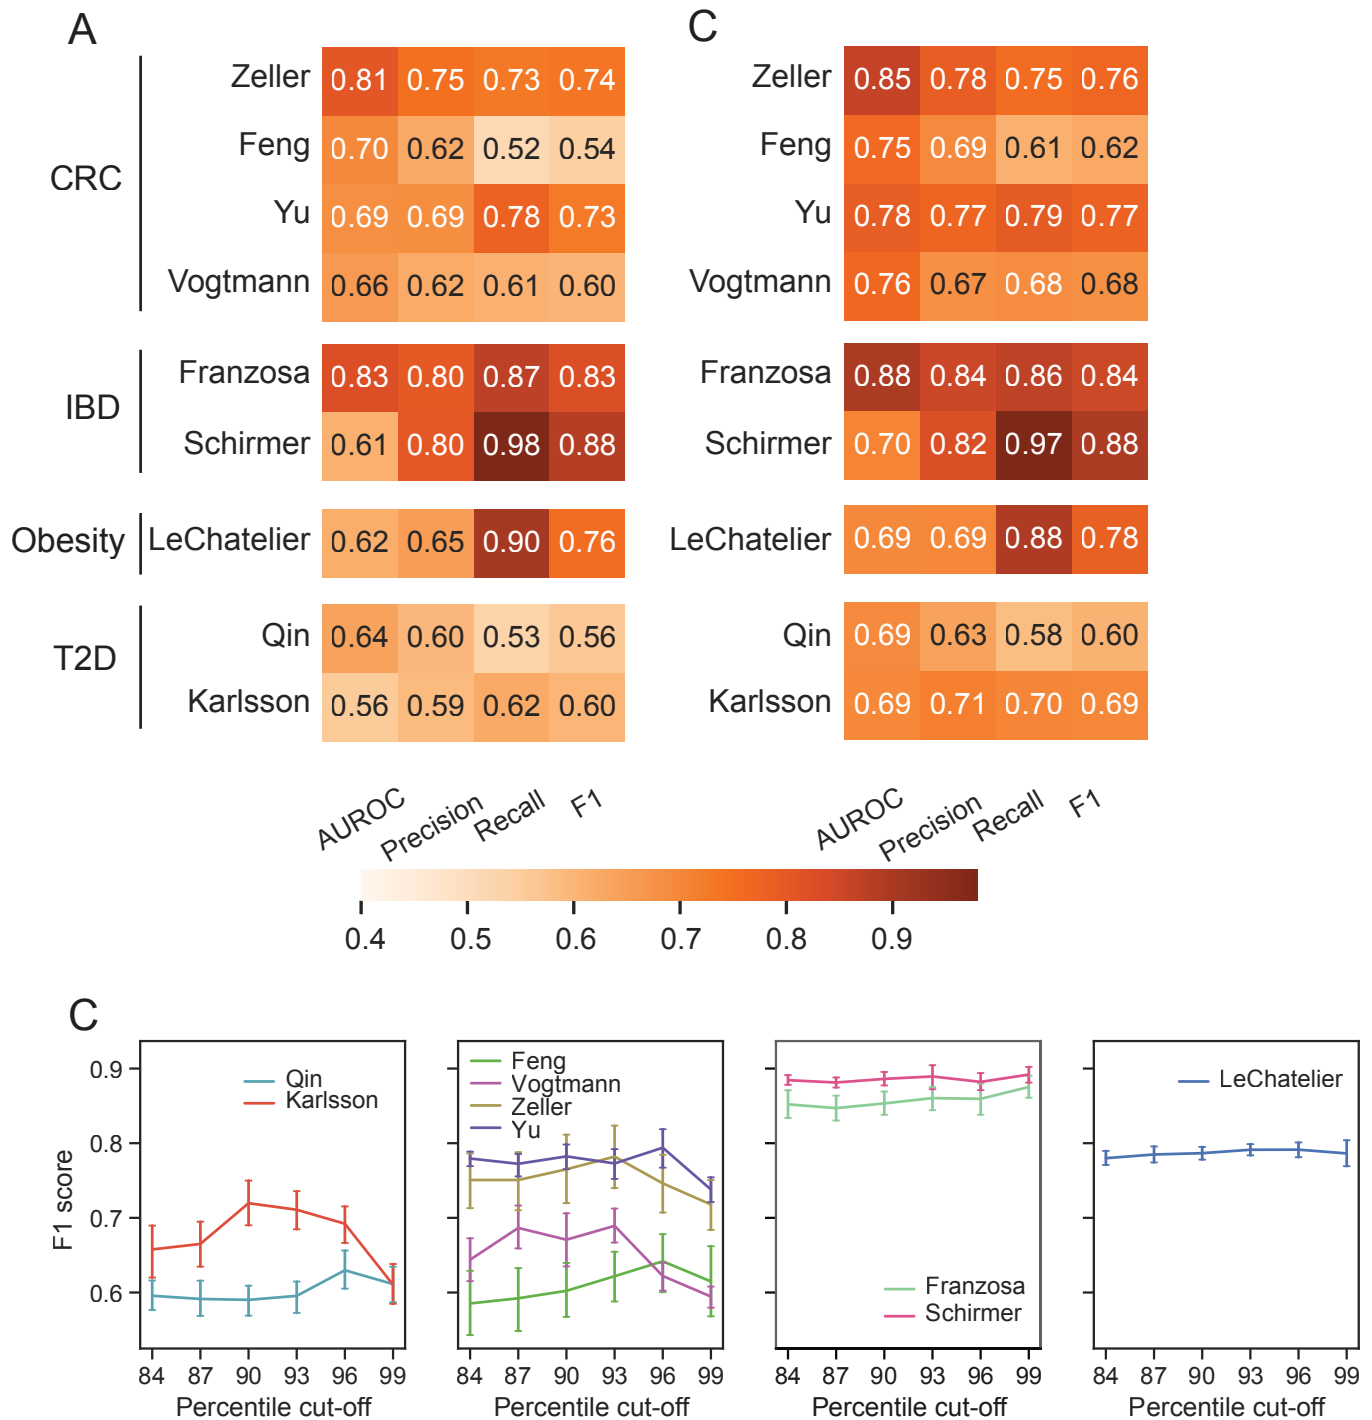 A
C
CRC
Zeller 0.81 0.75 0.73 0.74
Feng 0.70 0.62 0.52 0.54
Yu 0.69 0.69 0.78 0.73
Vogtmann 0.66 0.62 0.61 0.60
IBD
Franzosa 0.83 0.80 0.87 0.83
Schirmer 0.61 0.80 0.98 0.88
Obesity
LeChatelier 0.62 0.65 0.90 0.76
T2D
Qin 0.64 0.60 0.53 0.56
Karlsson 0.56 0.59 0.62 0.60
AUROC Precision Recall F1
Zeller 0.85 0.78 0.75 0.76
Feng 0.75 0.69 0.61 0.62
Yu 0.78 0.77 0.79 0.77
Vogtmann 0.76 0.67 0.68 0.68
Franzosa 0.88 0.84 0.86 0.84
Schirmer 0.70 0.82 0.97 0.88
LeChatelier 0.69 0.69 0.88 0.78
Qin 0.69 0.63 0.58 0.60
Karlsson 0.69 0.71 0.70 0.69
AUROC Precision Recall F1
0.4 0.5 0.6 0.7 0.8 0.9
C
F1 score
0.9
0.8
0.7
0.6
Qin
Karlsson
84 87 90 93 96 99
Percentile cut-off
Feng
Vogtmann
Zeller
Yu
84 87 90 93 96 99
Percentile cut-off
Franzosa
Schirmer
84 87 90 93 96 99
Percentile cut-off
LeChatelier
84 87 90 93 96 99
Percentile cut-off